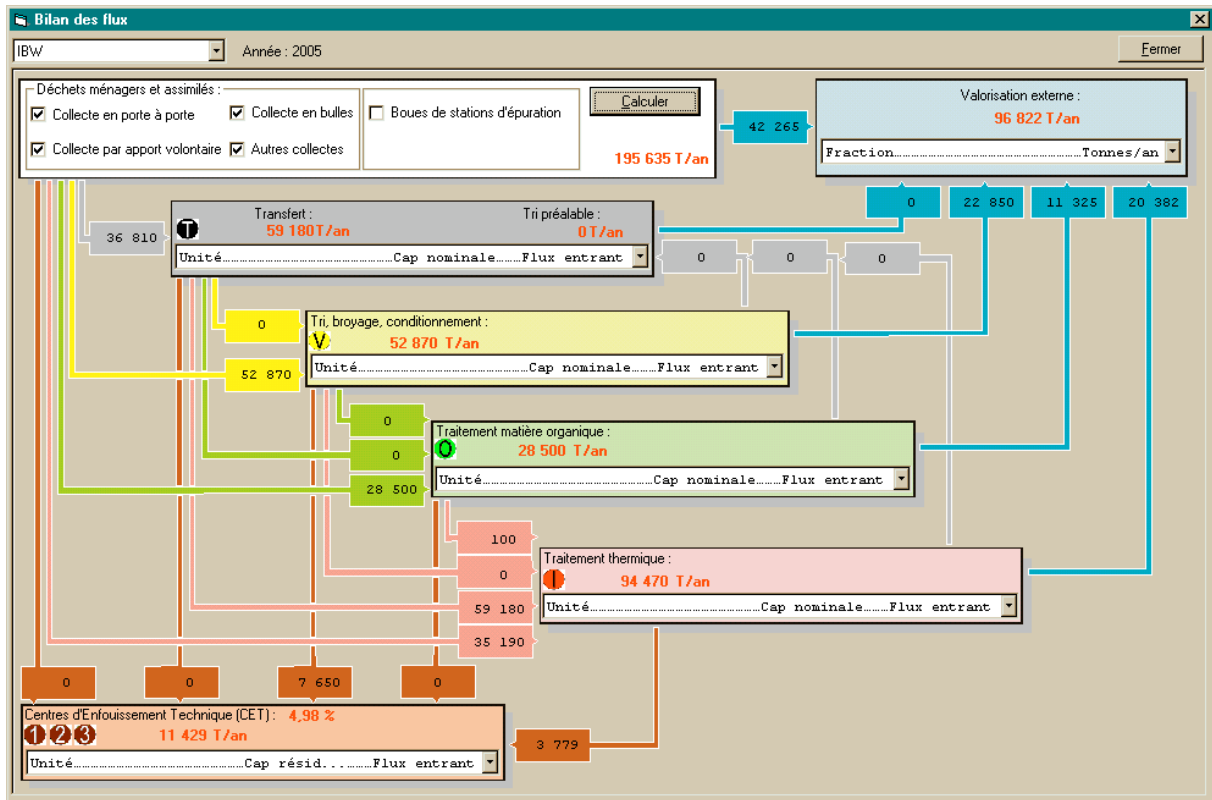 Bilan des flux
IBW Année : 2005 Fermer
Déchets ménagers et assimilés :
Collecte en porte à porte Collecte en bulles Boues de stations d'épuration Calculer
Collecte par apport volontaire Autres collectes
195 635 T/an
42 265
Valorisation externe :
96 822 T/an
Fraction..........Tonnes/an
0 22 850 11 325 20 382
36 810
T
Transfert : Tri préalable :
59 180T/an 0T/an
Unité..........Cap nominale......Flux entrant
0 0 0
0
52 870
Tri, broyage, conditionnement :
V 52 870 T/an
Unité..........Cap nominale......Flux entrant
0
0
28 500
Traitement matière organique :
O 28 500 T/an
Unité..........Cap nominale......Flux entrant
100
0
59 180
35 190
Traitement thermique :
I 94 470 T/an
Unité..........Cap nominale......Flux entrant
0 0 7 650 0
Centres d'Enfouissement Technique (CET) : 4,98 %
1 2 3 11 429 T/an
Unité..........Cap résid.........Flux entrant
3 779